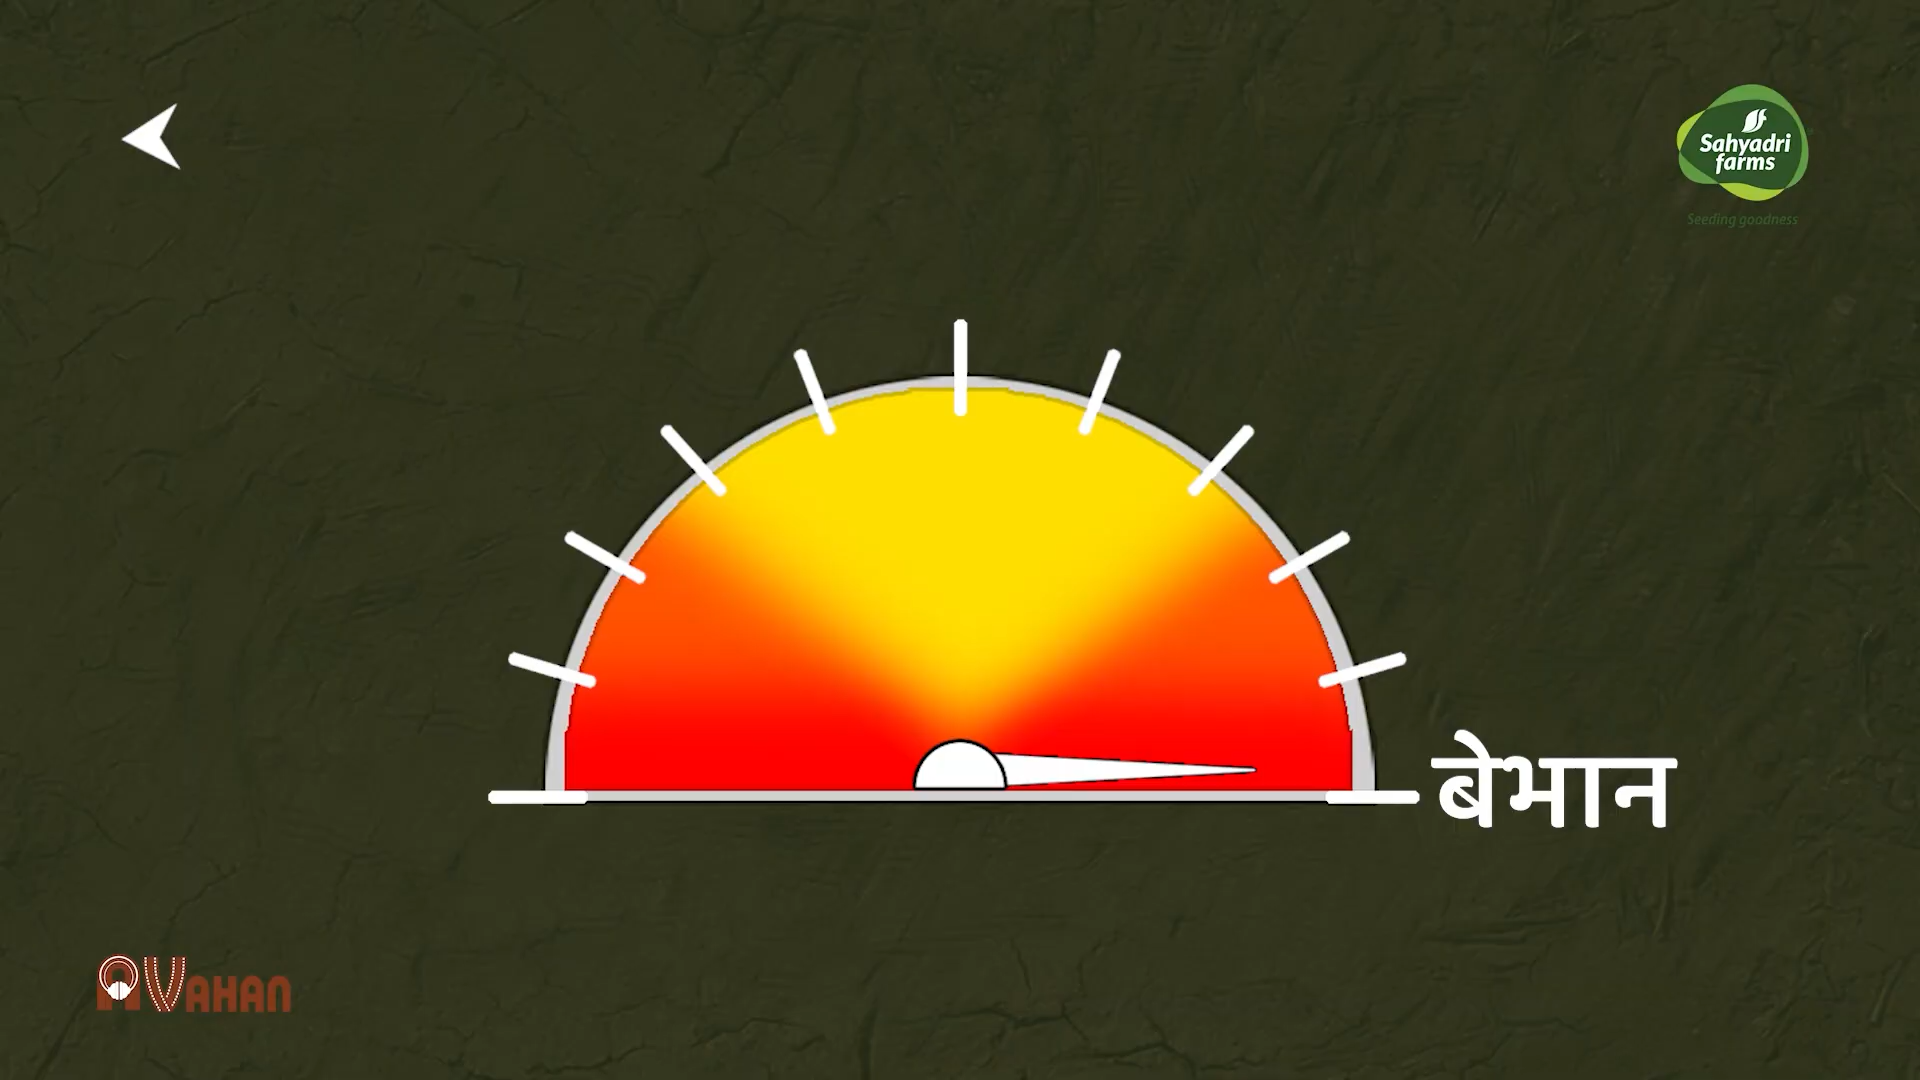 Sahyadri
farms
Seeding goodness
बेभान
AVAHAN